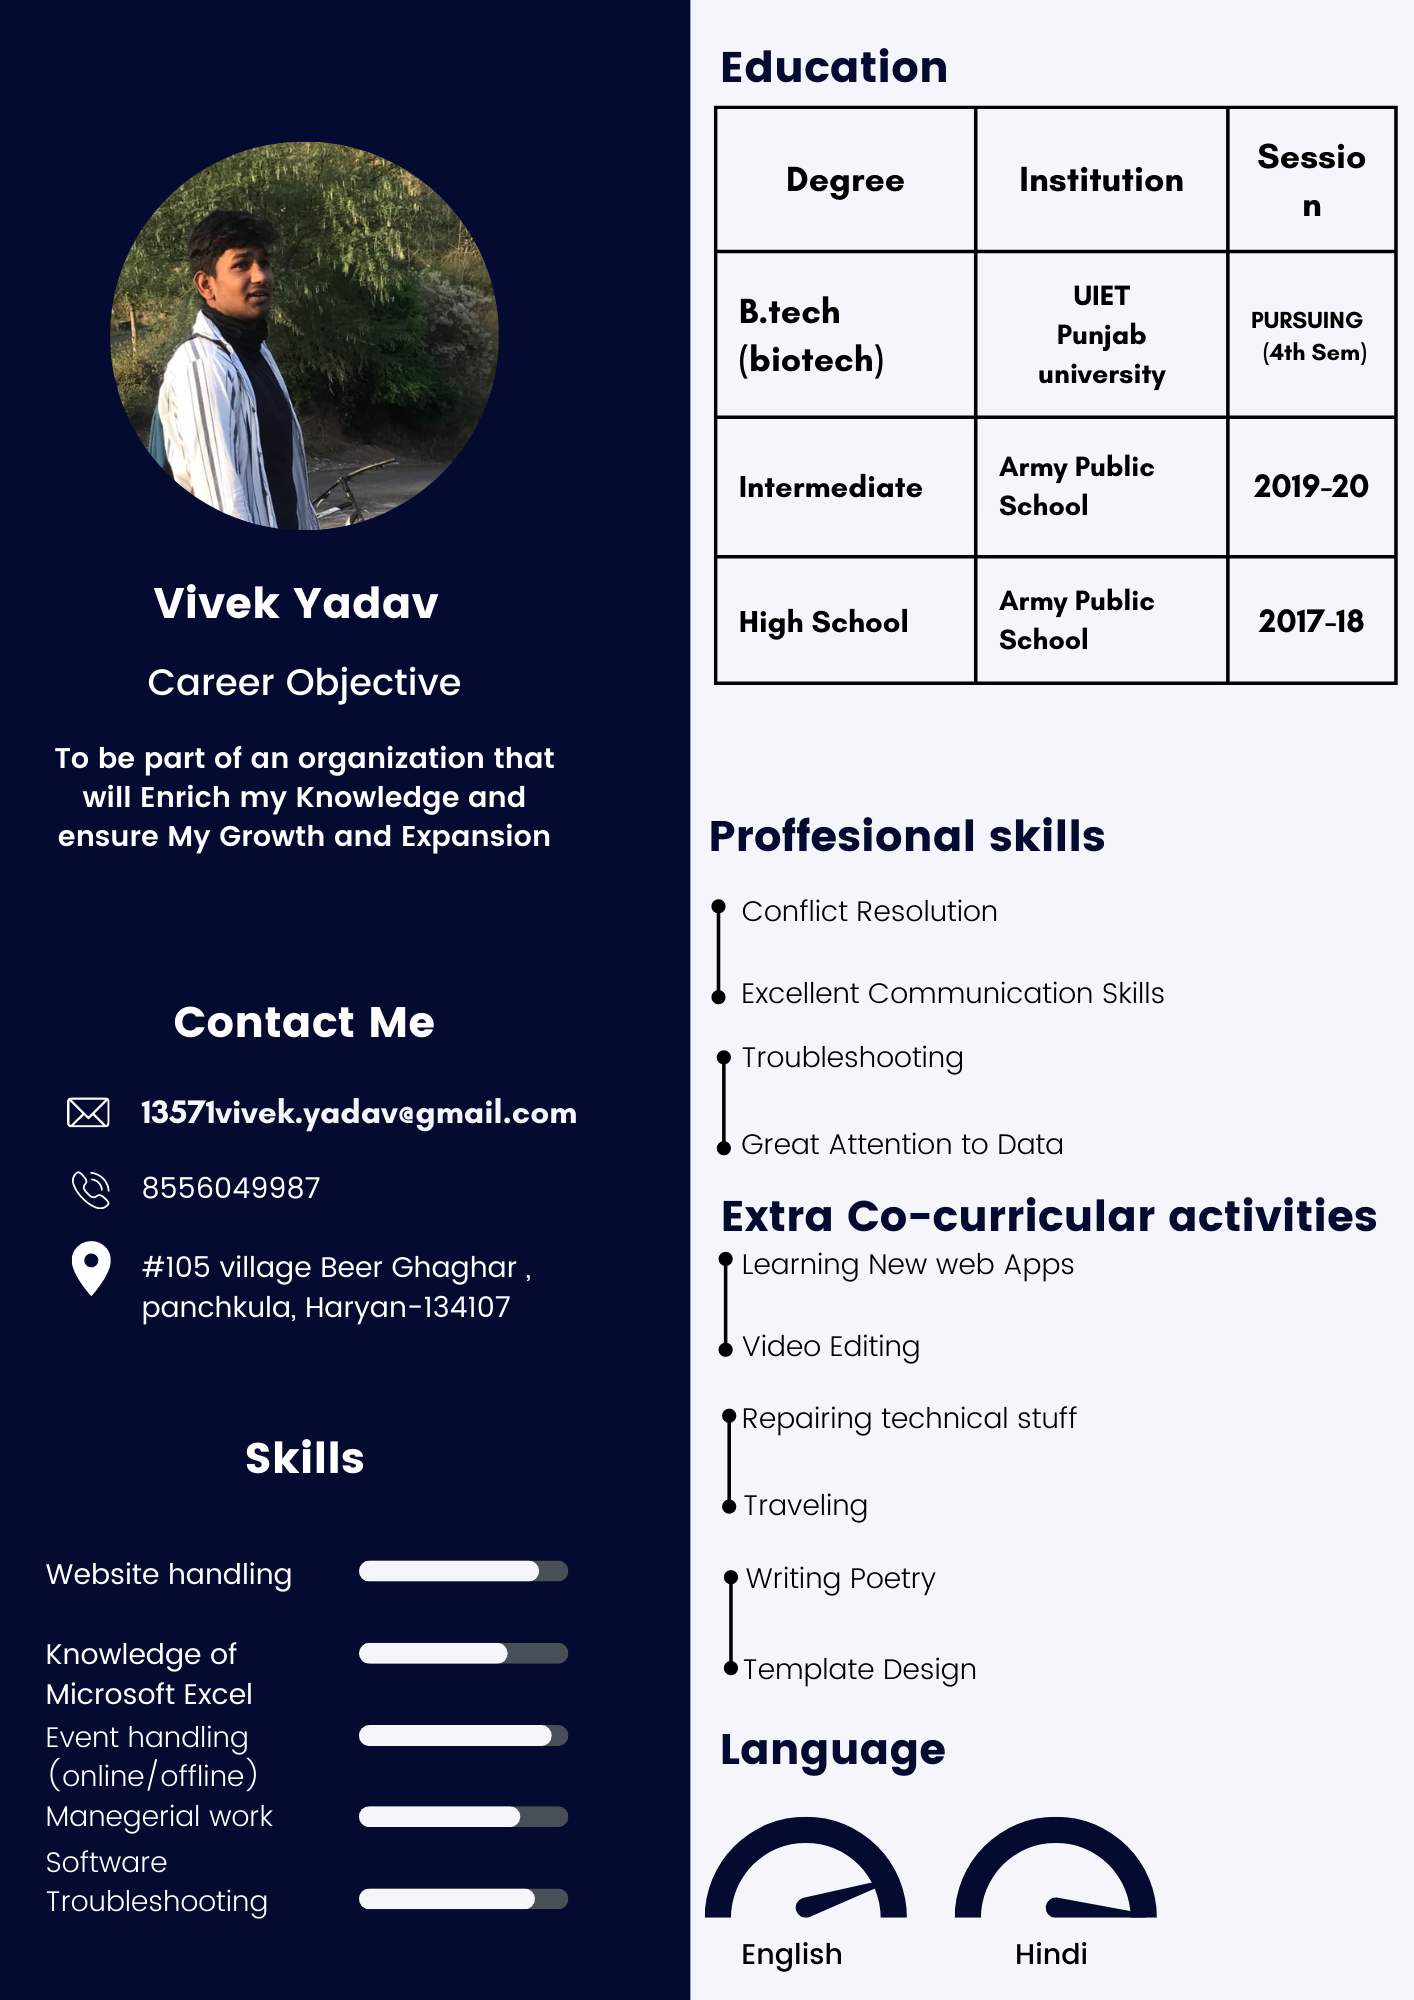 Vivek Yadav
Career Objective
To be part of an organization that
will Enrich my Knowledge and
ensure My Growth and Expansion
Contact Me
13571vivek.yadav@gmail.com
8556049987
#105 village Beer Ghaghar ,
panchkula, Haryan-134107
Skills
Website handling
Knowledge of
Microsoft Excel
Event handling
(online/offline)
Manegerial work
Software
Troubleshooting
Education
Degree
Institution
Sessio
n
B.tech
(biotech)
UIET
Punjab
university
PURSUING
(4th Sem)
Intermediate
Army Public
School
2019-20
High School
Army Public
School
2017-18
Proffesional skills
Conflict Resolution
Excellent Communication Skills
Troubleshooting
Great Attention to Data
Extra Co-curricular activities
Learning New web Apps
Video Editing
Repairing technical stuff
Traveling
Writing Poetry
Template Design
Language
English
Hindi